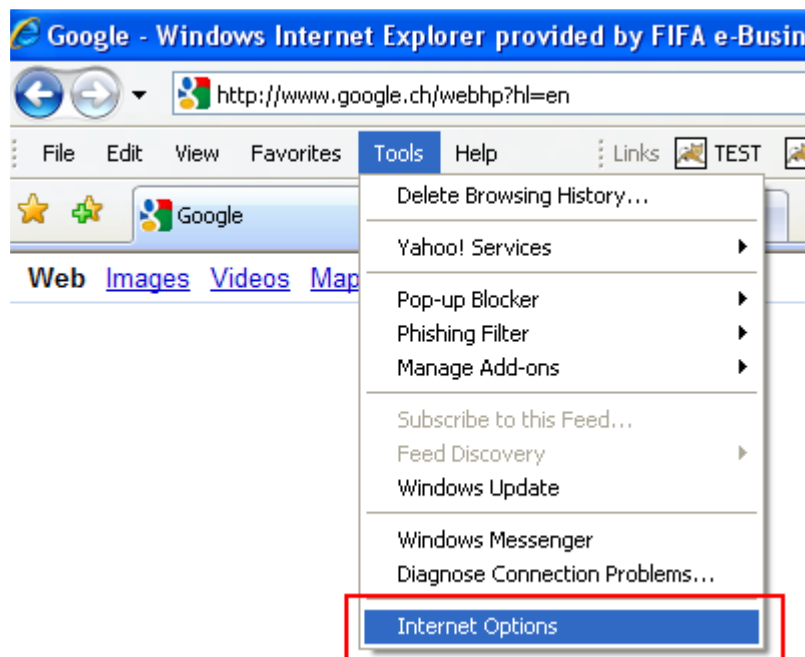 Google - Windows Internet Explorer provided by FIFA e-Busin
http://www.google.ch/webhp?hl=en
File Edit View Favorites Tools Help Links TEST
Google
Web Images Videos Map
Delete Browsing History...
Yahoo! Services
Pop-up Blocker
Phishing Filter
Manage Add-ons
Subscribe to this Feed...
Feed Discovery
Windows Update
Windows Messenger
Diagnose Connection Problems...
Internet Options